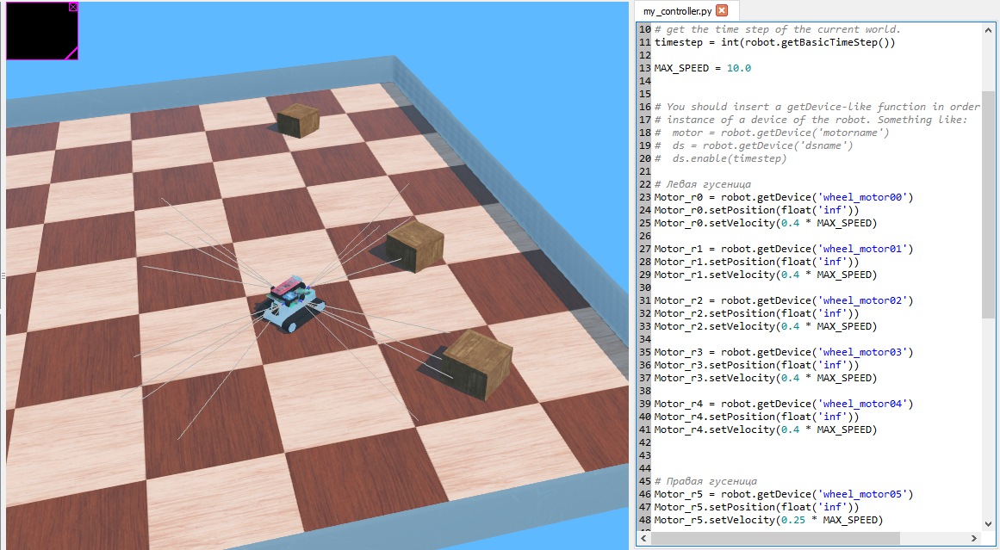 my_controller.py
10 # get the time step of the current world.
11 timestep = int(robot.getBasicTimeStep())
12
13 MAX_SPEED = 10.0
14
15
16 # You should insert a getDevice-like function in order
17 # instance of a device of the robot. Something like:
18 #  motor = robot.getDevice('motorname')
19 #  ds = robot.getDevice('dsname')
20 #  ds.enable(timestep)
21
22 # Левая гусеница
23 Motor_r0 = robot.getDevice('wheel_motor00')
24 Motor_r0.setPosition(float('inf'))
25 Motor_r0.setVelocity(0.4 * MAX_SPEED)
26
27 Motor_r1 = robot.getDevice('wheel_motor01')
28 Motor_r1.setPosition(float('inf'))
29 Motor_r1.setVelocity(0.4 * MAX_SPEED)
30
31 Motor_r2 = robot.getDevice('wheel_motor02')
32 Motor_r2.setPosition(float('inf'))
33 Motor_r2.setVelocity(0.4 * MAX_SPEED)
34
35 Motor_r3 = robot.getDevice('wheel_motor03')
36 Motor_r3.setPosition(float('inf'))
37 Motor_r3.setVelocity(0.4 * MAX_SPEED)
38
39 Motor_r4 = robot.getDevice('wheel_motor04')
40 Motor_r4.setPosition(float('inf'))
41 Motor_r4.setVelocity(0.4 * MAX_SPEED)
42
43
44
45 # Правая гусеница
46 Motor_r5 = robot.getDevice('wheel_motor05')
47 Motor_r5.setPosition(float('inf'))
48 Motor_r5.setVelocity(0.25 * MAX_SPEED)